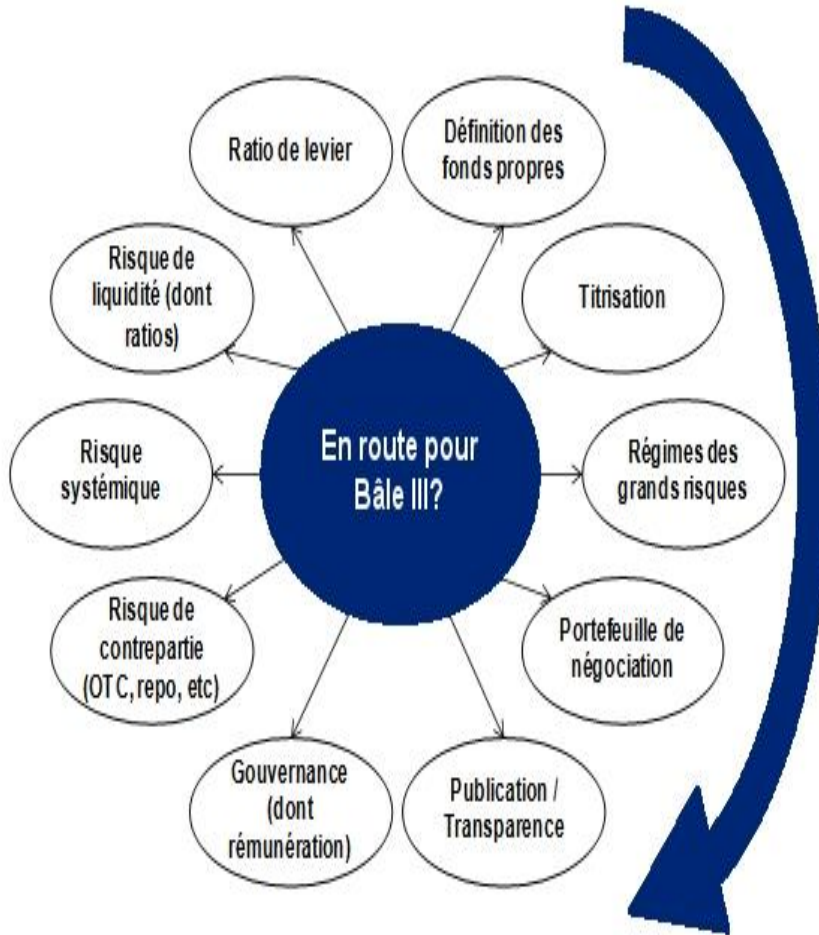 Ratio de levier
Définition des
fonds propres
Risque de
liquidité (dont
ratios)
Titrisation
En route pour
Bâle III?
Risque
systémique
Régimes des
grands risques
Risque de
contrepartie
(OTC, repo, etc)
Portefeuille de
négociation
Gouvernance
(dont
rémunération)
Publication /
Transparence